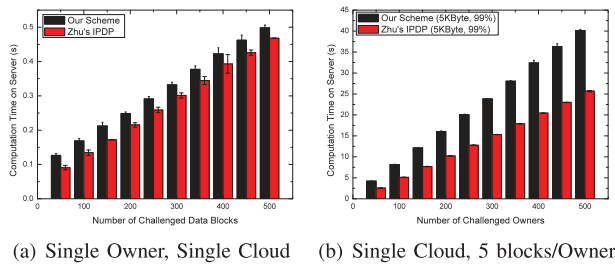 Our Scheme
Zhu's IPDP
Computation Time on Server (s)
0.5
0.4
0.3
0.2
0.1
0.0
0 100 200 300 400 500
Number of Challenged Data Blocks
(a) Single Owner, Single Cloud
Our Scheme (5KByte, 99%)
Zhu's IPDP (5KByte, 99%)
Computation Time on Server (s)
45
40
35
30
25
20
15
10
5
0
0 100 200 300 400 500
Number of Challenged Owners
(b) Single Cloud, 5 blocks/Owner